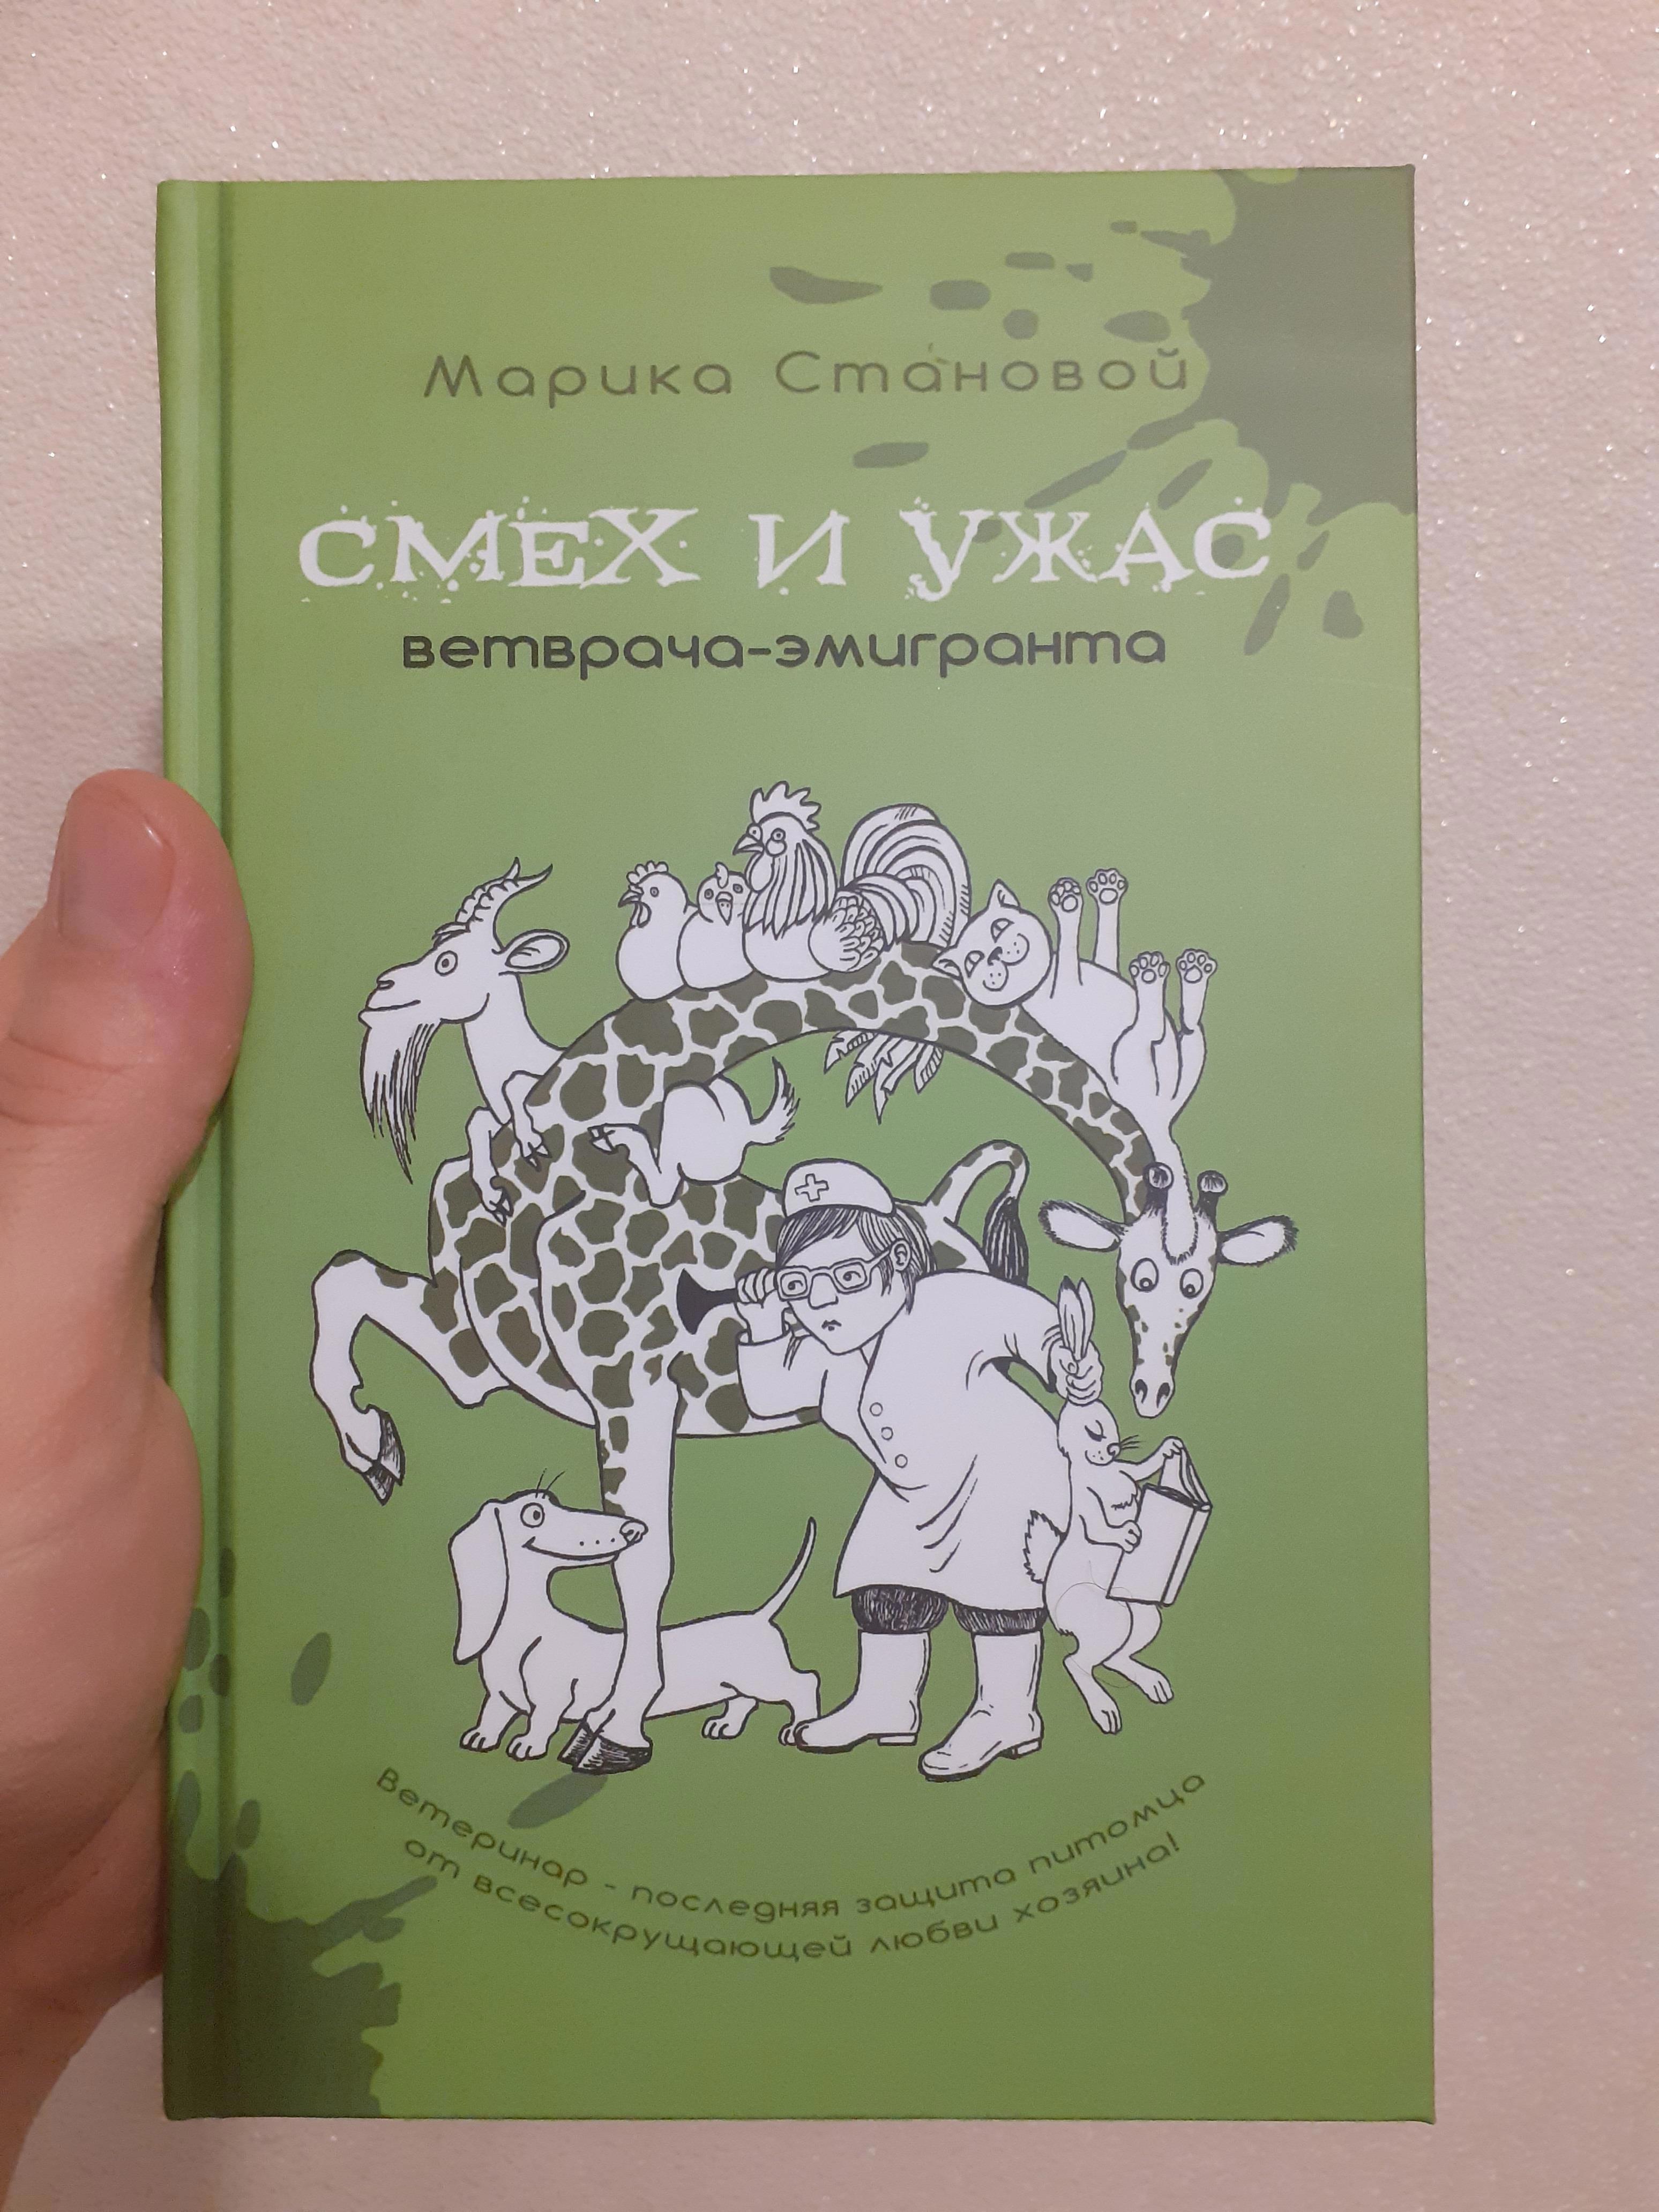 Марика Становой
СМЕХ И УЖАС
ветврача-эмигранта
Ветеринар - последняя защита питомца
от всесокрущающей любви хозяина!